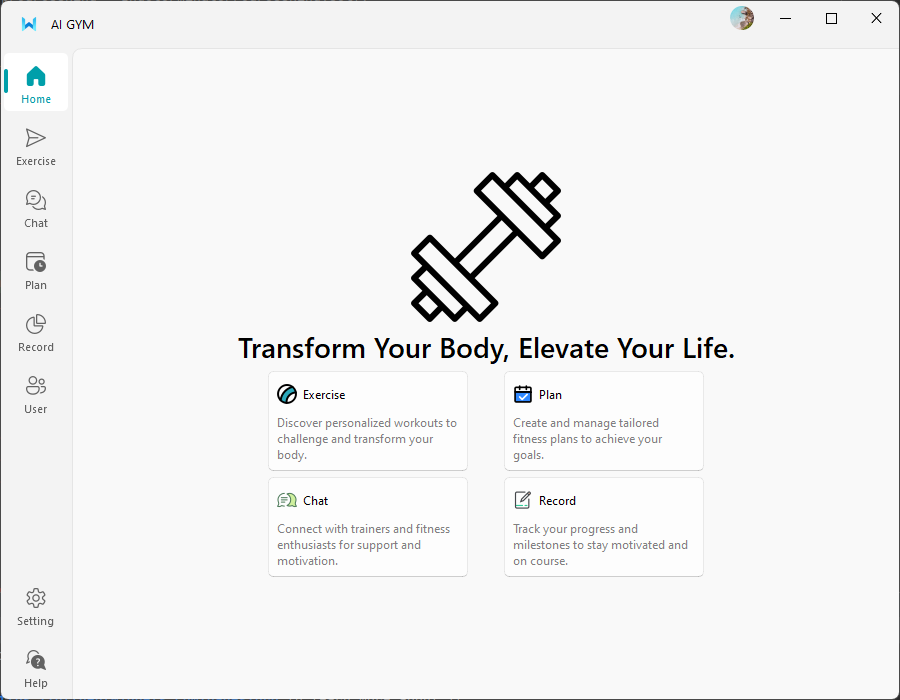 AI GYM
Home
Exercise
Chat
Plan
Record
User
Setting
Help
Transform Your Body, Elevate Your Life.
Exercise
Discover personalized workouts to
challenge and transform your
body.
Plan
Create and manage tailored
fitness plans to achieve your
goals.
Chat
Connect with trainers and fitness
enthusiasts for support and
motivation.
Record
Track your progress and
milestones to stay motivated and
on course.